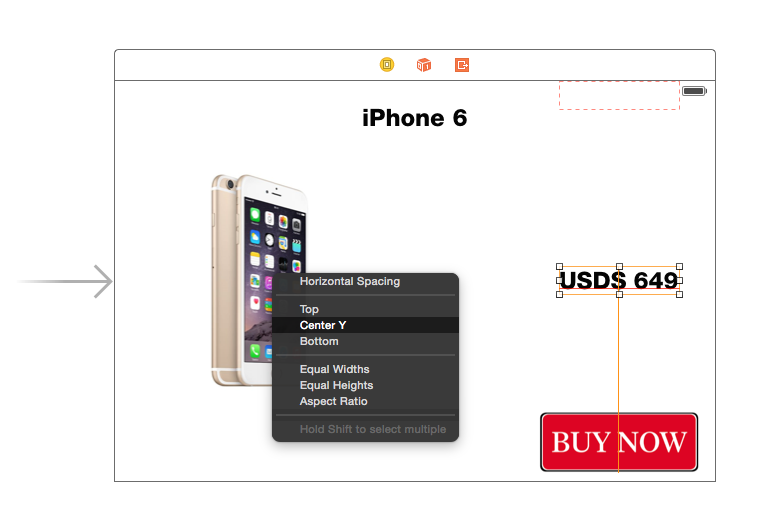 iPhone 6
USD$ 649
Horizontal Spacing
Top
Center Y
Bottom
Equal Widths
Equal Heights
Aspect Ratio
Hold Shift to select multiple
BUY NOW